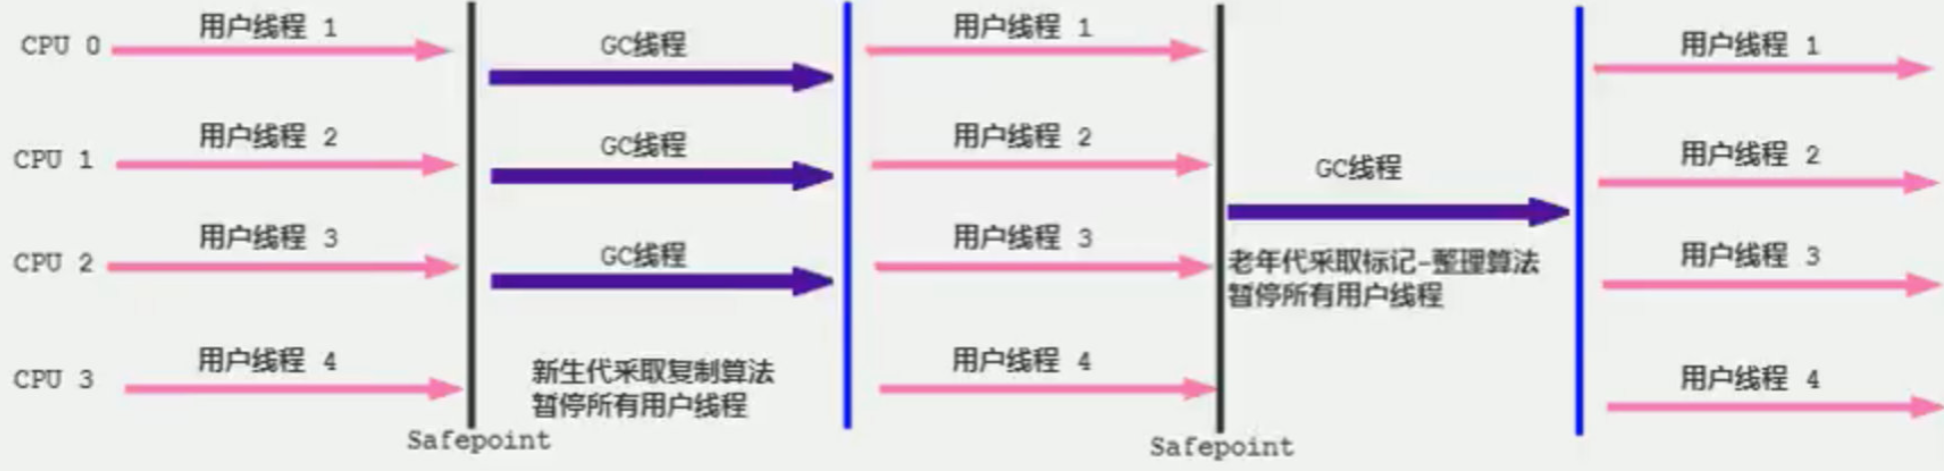 CPU 0
用户线程 1
GC线程
用户线程 1
用户线程 1
CPU 1
用户线程 2
GC线程
用户线程 2
GC线程
用户线程 2
CPU 2
用户线程 3
GC线程
用户线程 3
老年代采取标记-整理算法
暂停所有用户线程
用户线程 3
CPU 3
用户线程 4
新生代采取复制算法
暂停所有用户线程
用户线程 4
用户线程 4
Safepoint
Safepoint